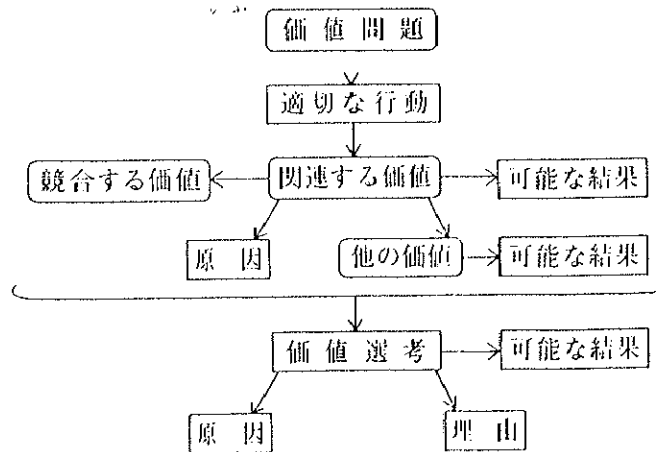 価値問題
適切な行動
競合する価値
関連する価値
可能な結果
原因
他の価値
可能な結果
価値選考
可能な結果
原因
理由